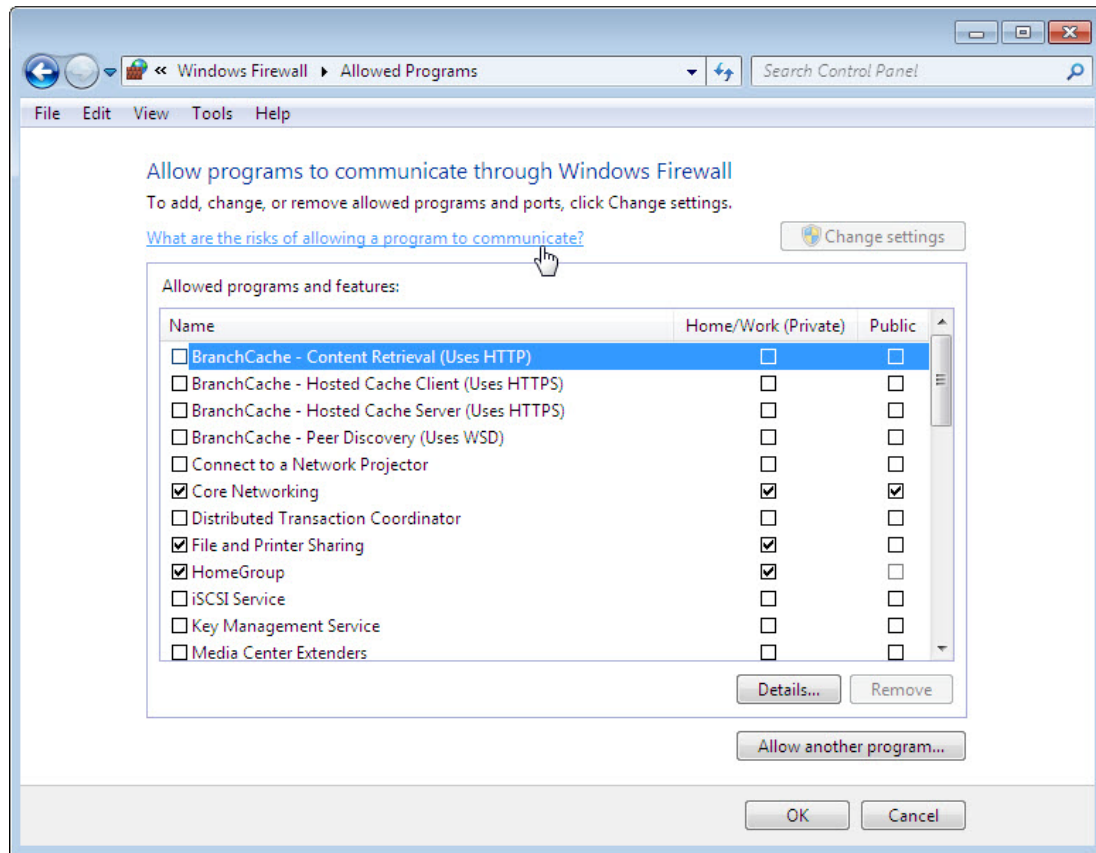 « Windows Firewall ▸ Allowed Programs
Search Control Panel
File Edit View Tools Help
Allow programs to communicate through Windows Firewall
To add, change, or remove allowed programs and ports, click Change settings.
What are the risks of allowing a program to communicate?
Change settings
Allowed programs and features:
Name Home/Work (Private) Public
BranchCache - Content Retrieval (Uses HTTP)
BranchCache - Hosted Cache Client (Uses HTTPS)
BranchCache - Hosted Cache Server (Uses HTTPS)
BranchCache - Peer Discovery (Uses WSD)
Connect to a Network Projector
Core Networking
Distributed Transaction Coordinator
File and Printer Sharing
HomeGroup
iSCSI Service
Key Management Service
Media Center Extenders
Details... Remove
Allow another program...
OK Cancel